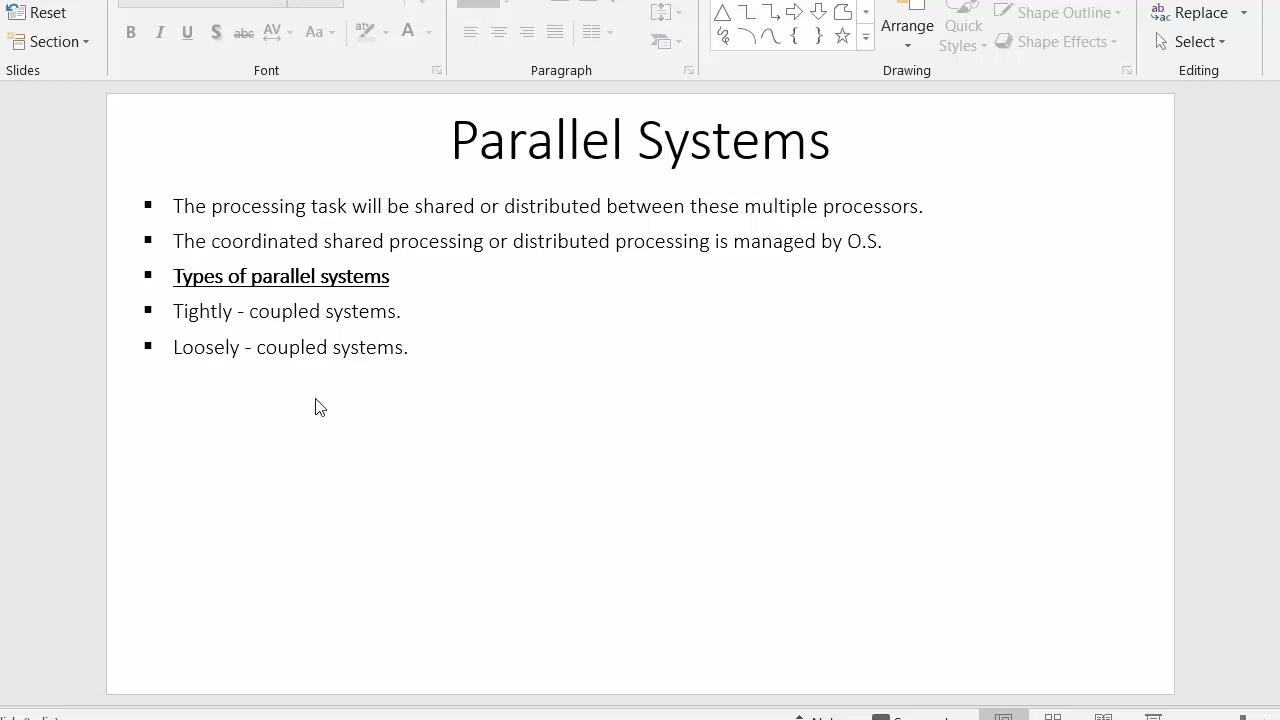 Reset
Section
Slides
B I U S abc AV Aa A
Font
Paragraph
Arrange
Quick
Styles
Shape Outline
Shape Effects
Drawing
Replace
Select
Editing
Parallel Systems
▪ The processing task will be shared or distributed between these multiple processors.
▪ The coordinated shared processing or distributed processing is managed by O.S.
▪ Types of parallel systems
▪ Tightly - coupled systems.
▪ Loosely - coupled systems.